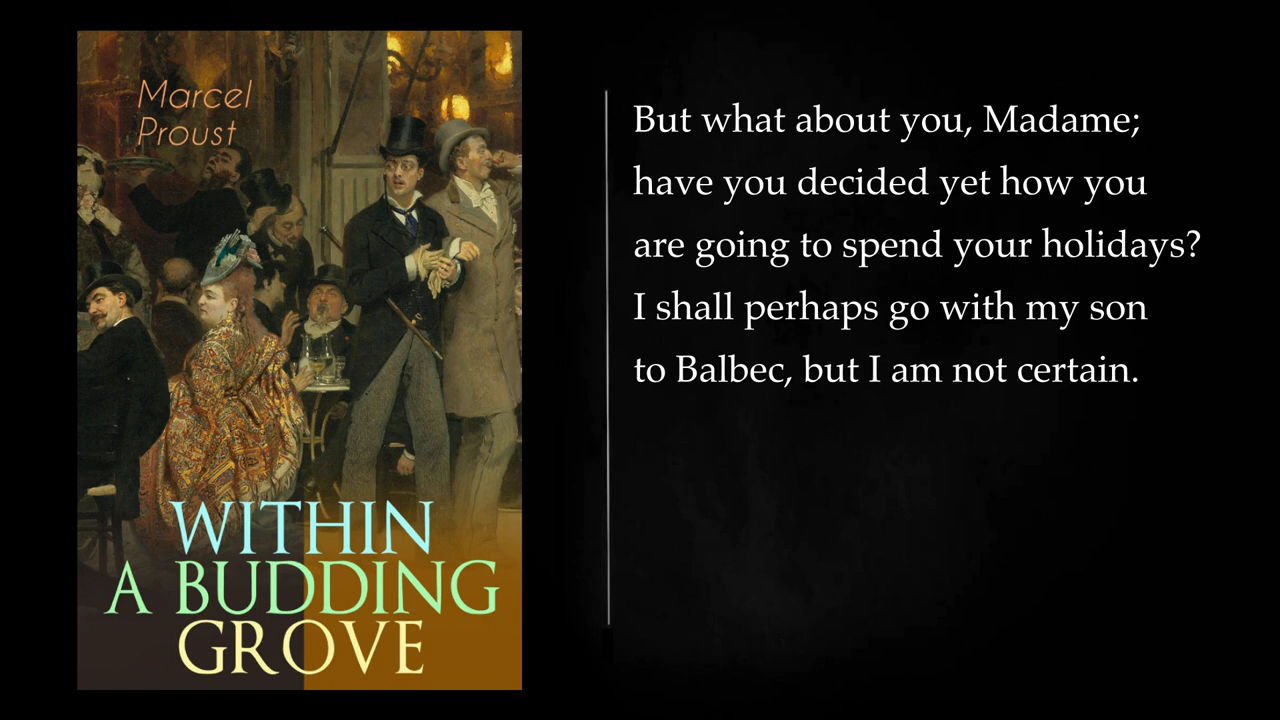 Marcel
Proust
WITHIN
A BUDDING
GROVE
But what about you, Madame;
have you decided yet how you
are going to spend your holidays?
I shall perhaps go with my son
to Balbec, but I am not certain.